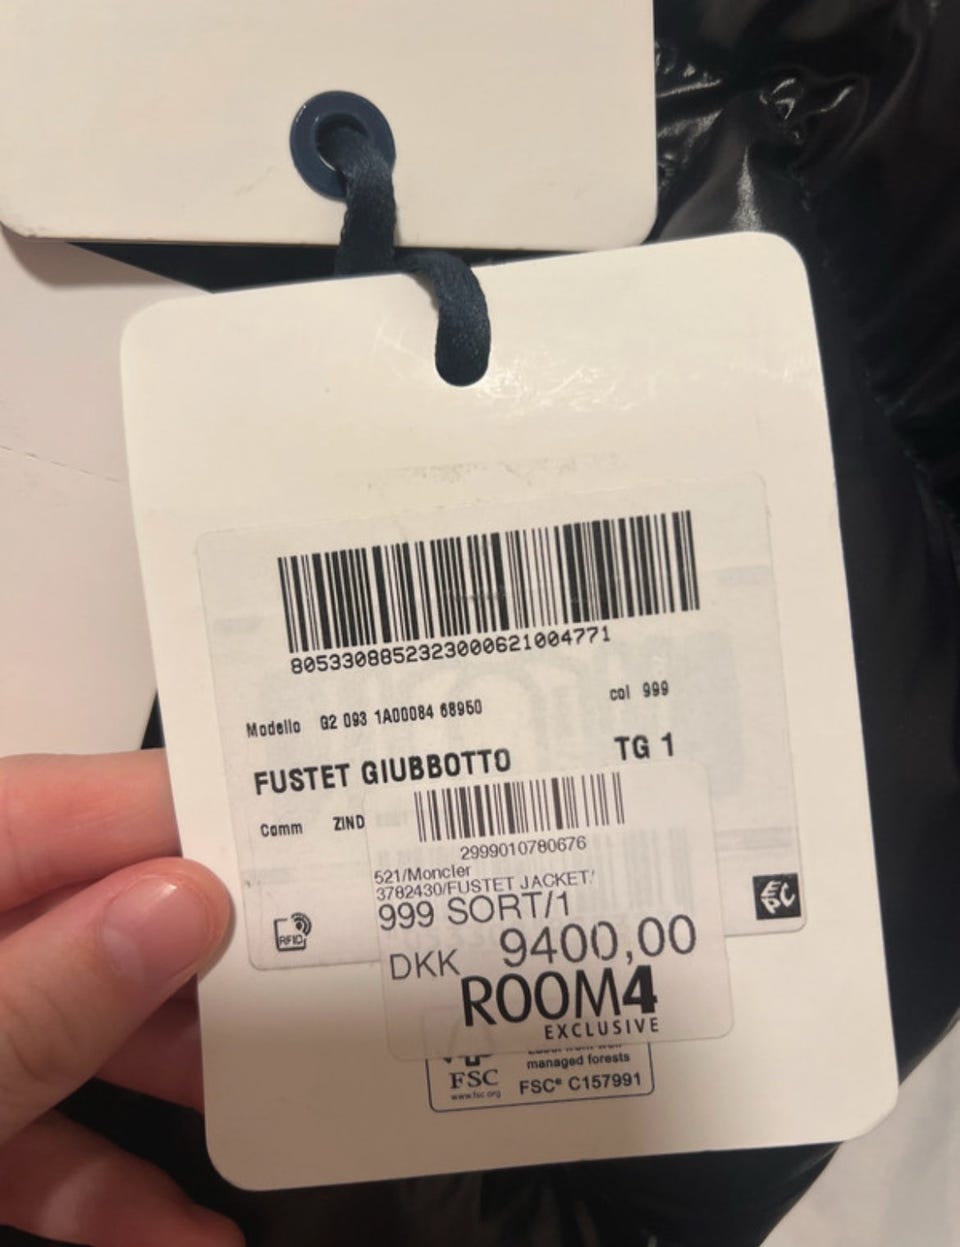 8053308852323000621004771
Modello G2 093 1A00084 68950 col 999
FUSTET GIUBBOTTO TG 1
Comm ZIND
2999010780676
521/Moncler
3782430/FUSTET JACKET/
999 SORT/1
DKK 9400,00
ROOM4
EXCLUSIVE
RFID
EPC
managed forests
FSC
www.fsc.org
FSC® C157991